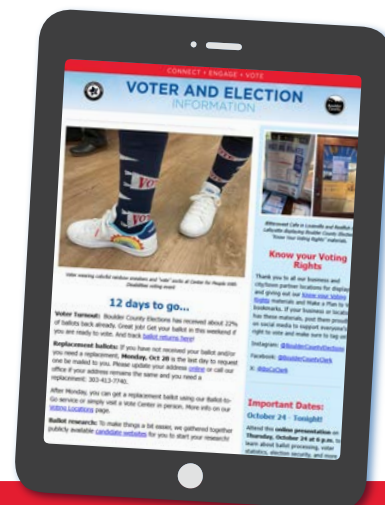 CONNECT • ENGAGE • VOTE
VOTER AND ELECTION
INFORMATION
Voter wearing colorful rainbow sneakers and "vote" socks at Center for People With
Disabilities voting event
12 days to go...
Voter Turnout: Boulder County Elections has received about 22%
of ballots back already. Great job! Get your ballot in this weekend if
you are ready to vote. And track ballot returns here!
Replacement ballots: If you have not received your ballot and/or
you need a replacement, Monday, Oct 28 is the last day to request
one be mailed to you. Please update your address online or call our
office if your address remains the same and you need a
replacement: 303-413-7740.
After Monday, you can get a replacement ballot using our Ballot-to-
Go service or simply visit a Vote Center in person. More info on our
Voting Locations page.
Ballot research: To make things a bit easier, we gathered together
publicly available candidate websites for you to start your research!
Lafayette displaying Boulder County
"Know Your Voting Rights" materials.
Know your Voting
Rights
Thank you to all our business and
city/town partner locations for display
and giving out our Know your Voting
Rights materials and Make a Plan to
bookmarks. If your business or locatio
has these materials, post them proudl
on social media to support everyone's
right to vote and make sure to tag us
Instagram: @BoulderCountyElections
Facebook: @BoulderCountyClerk
X: @BoCoClerk
Important Dates:
October 24 - Tonight!
Attend this online presentation on
Thursday, October 24 at 6 p.m. to
learn about ballot processing, voter
statistics, election security, and more